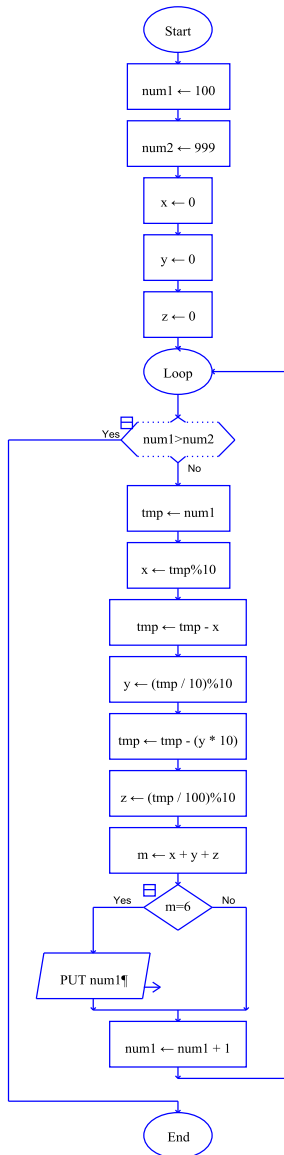 Start
num1 ← 100
num2 ← 999
x ← 0
y ← 0
z ← 0
Loop
Yes
num1>num2
No
tmp ← num1
x ← tmp%10
tmp ← tmp - x
y ← (tmp / 10)%10
tmp ← tmp - (y * 10)
z ← (tmp / 100)%10
m ← x + y + z
Yes
No
m=6
PUT num1¶
num1 ← num1 + 1
End